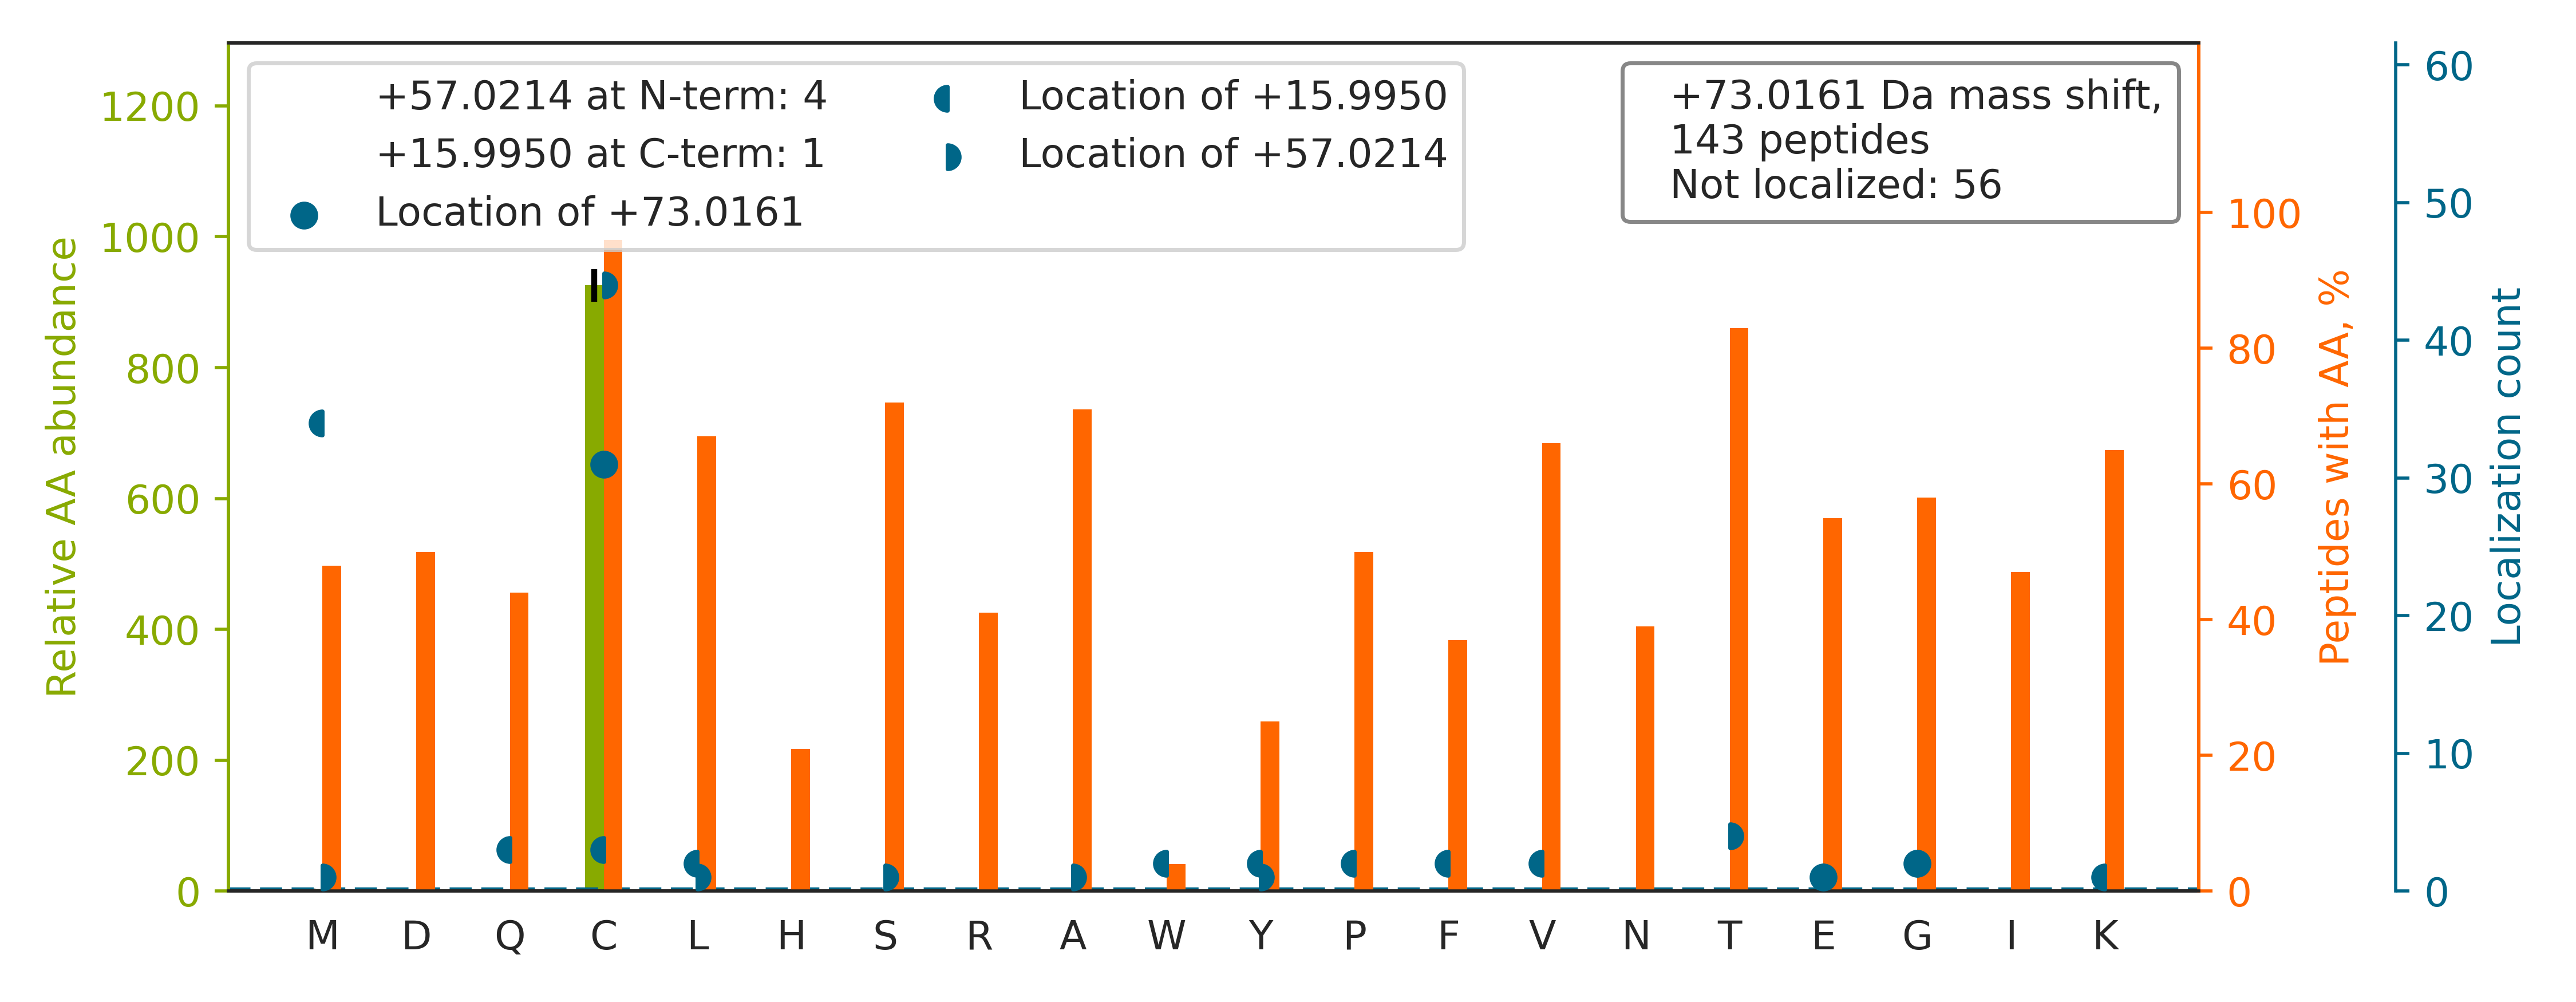 +57.0214 at N-term: 4
+15.9950 at C-term: 1
Location of +73.0161
Location of +15.9950
Location of +57.0214
+73.0161 Da mass shift,
143 peptides
Not localized: 56
Relative AA abundance
1200
1000
800
600
400
200
0
Peptides with AA, %
100
80
60
40
20
0
Localization count
60
50
40
30
20
10
0
M D Q C L H S R A W Y P F V N T E G I K